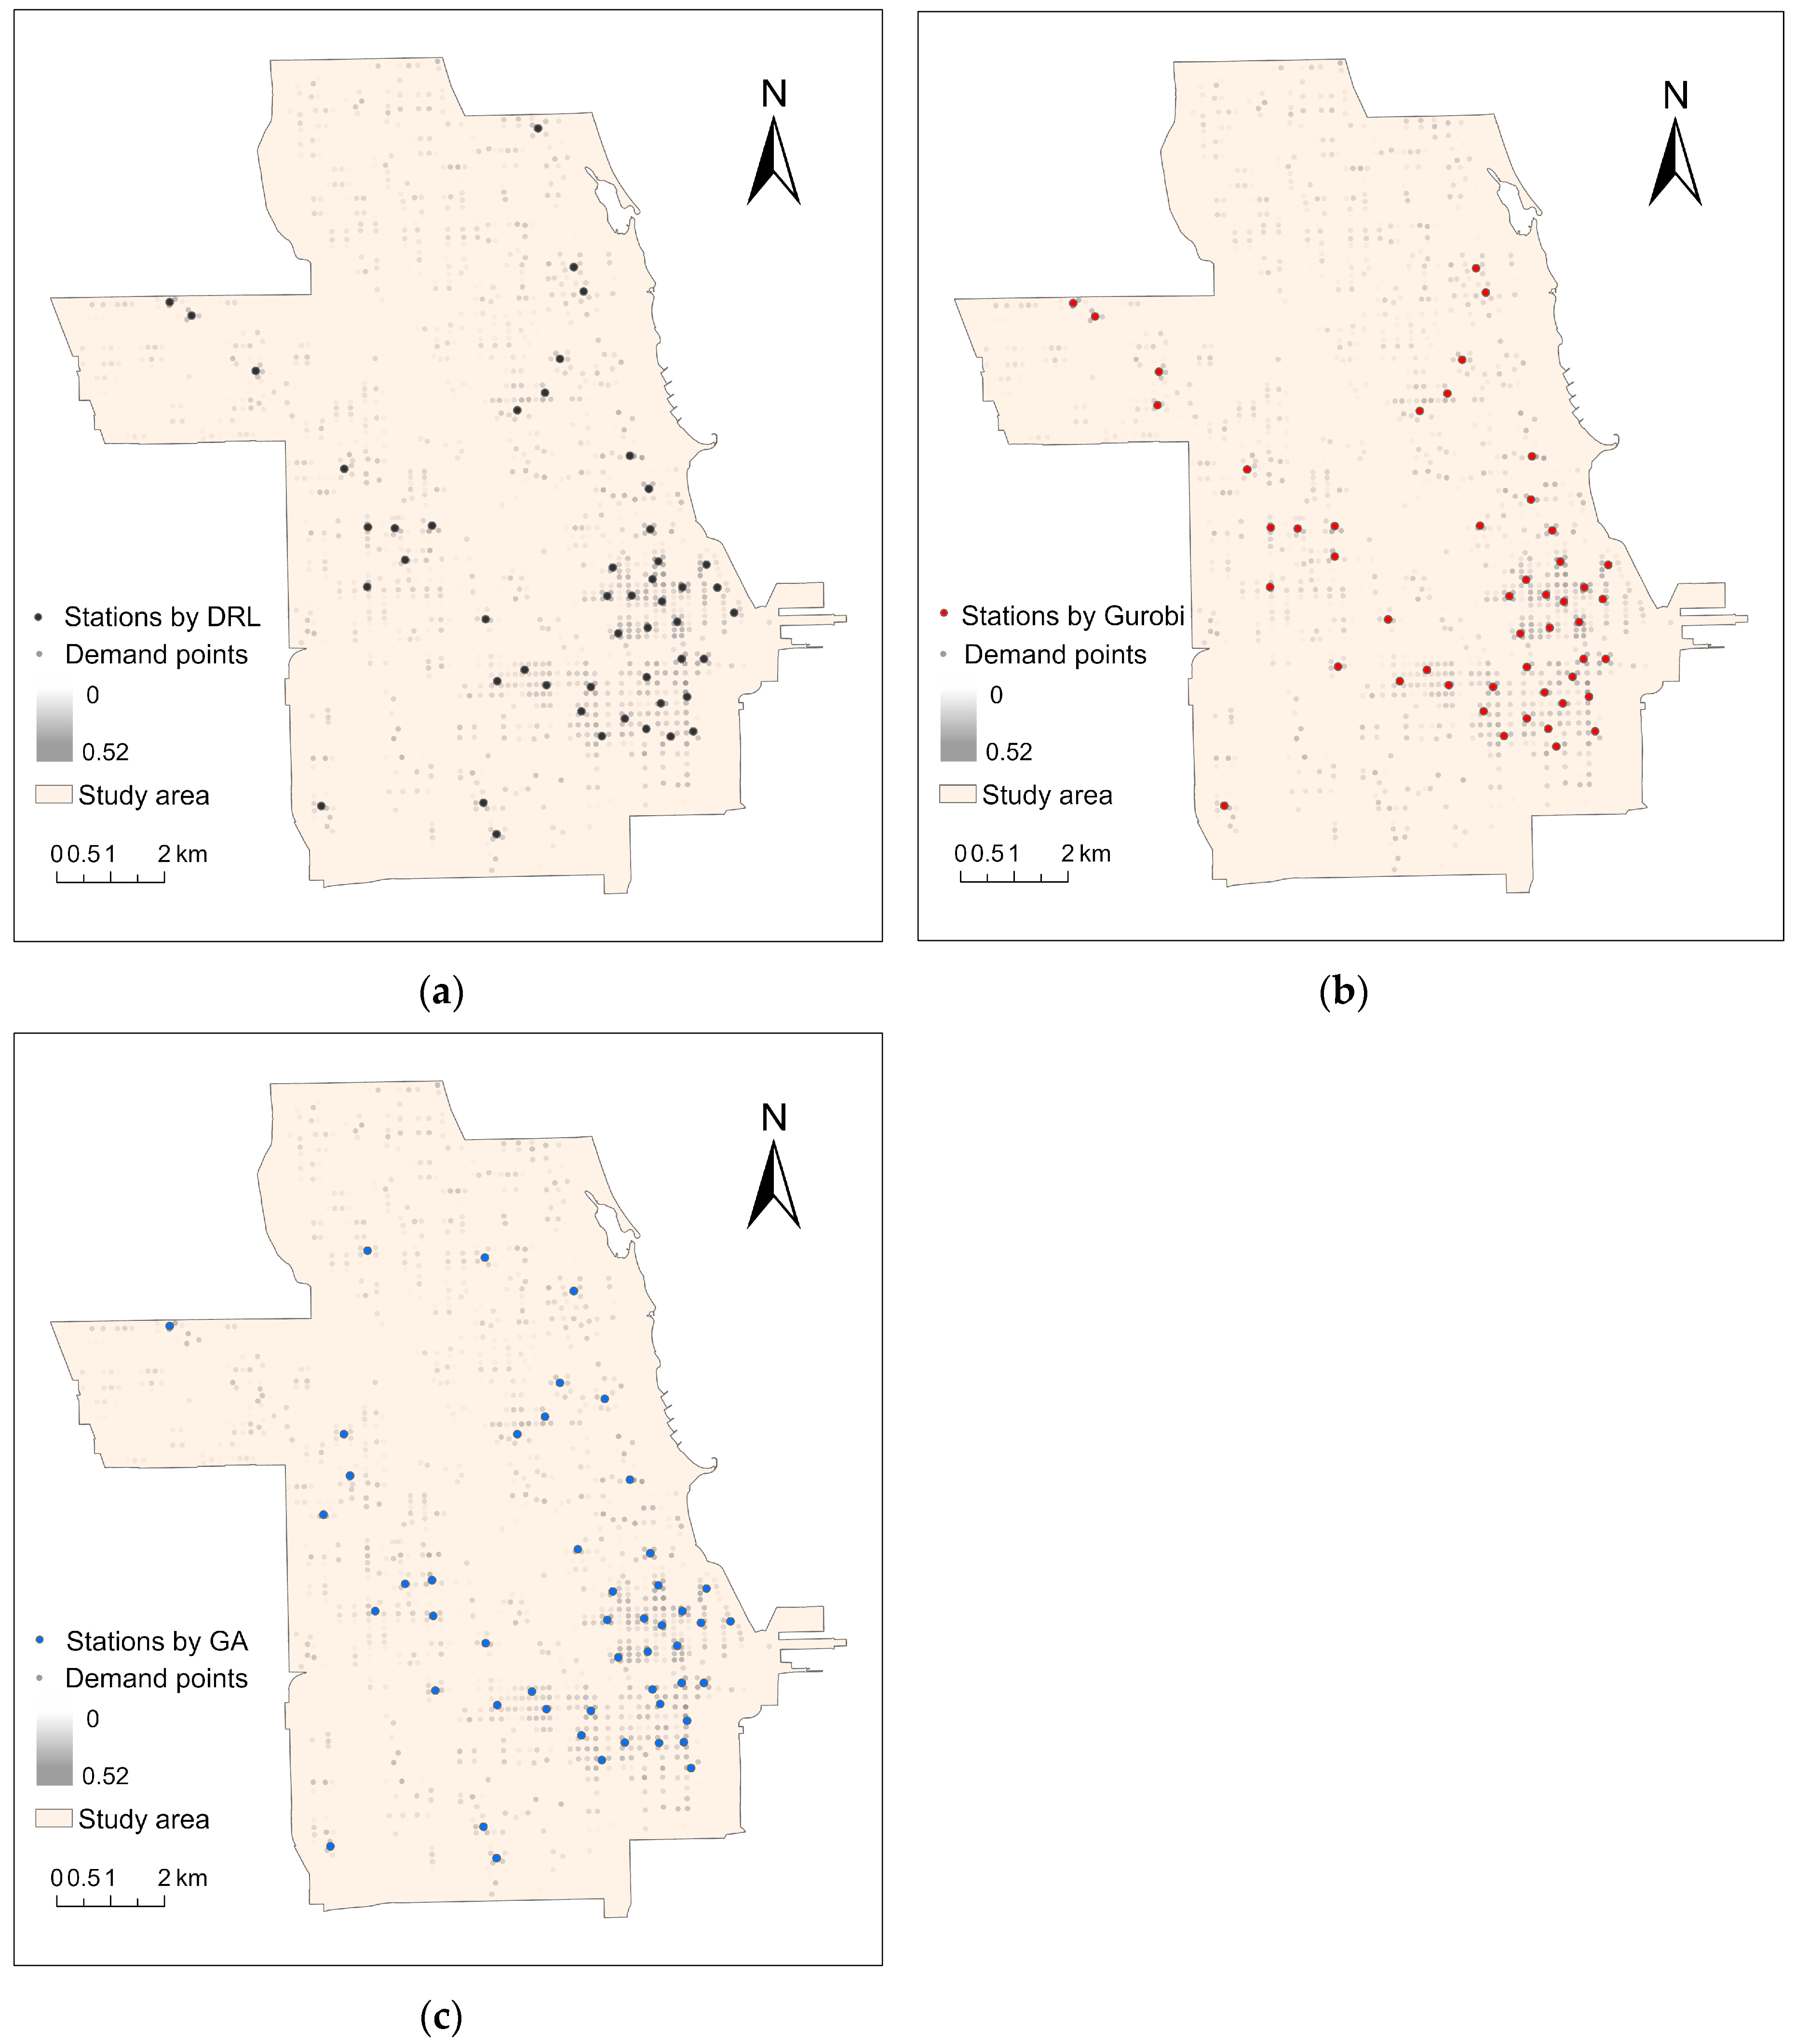 N
Stations by DRL
Demand points
0
0.52
Study area
0 0.5 1 2 km
(a)
N
Stations by Gurobi
Demand points
0
0.52
Study area
0 0.5 1 2 km
(b)
N
Stations by GA
Demand points
0
0.52
Study area
0 0.5 1 2 km
(c)